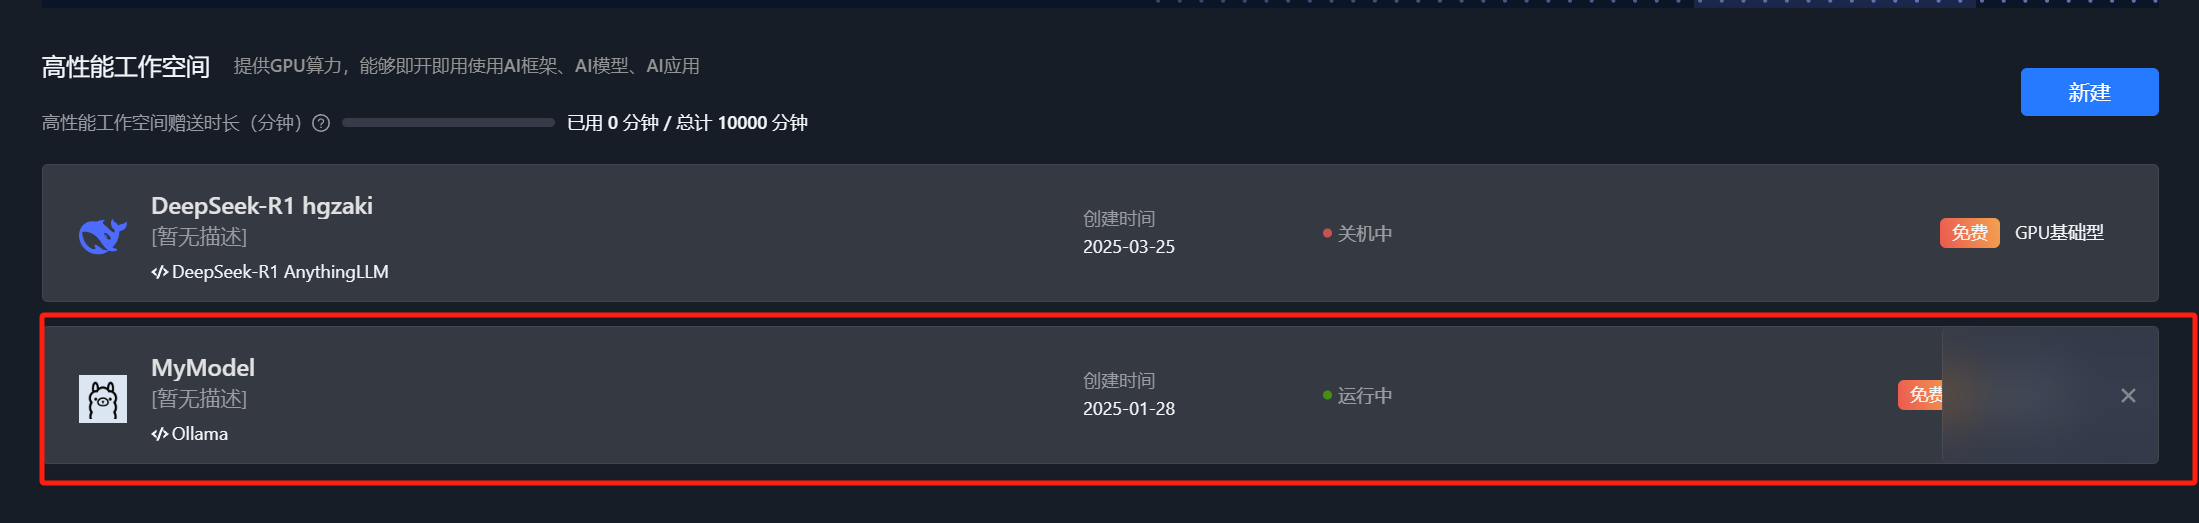 高性能工作空间 提供GPU算力，能够即开即用使用AI框架、AI模型、AI应用
新建
高性能工作空间赠送时长（分钟） ? 已用 0 分钟 / 总计 10000 分钟
DeepSeek-R1 hgzaki
[暂无描述]
</> DeepSeek-R1 AnythingLLM
创建时间
2025-03-25
关机中
免费 GPU基础型
MyModel
[暂无描述]
</> Ollama
创建时间
2025-01-28
运行中
免费